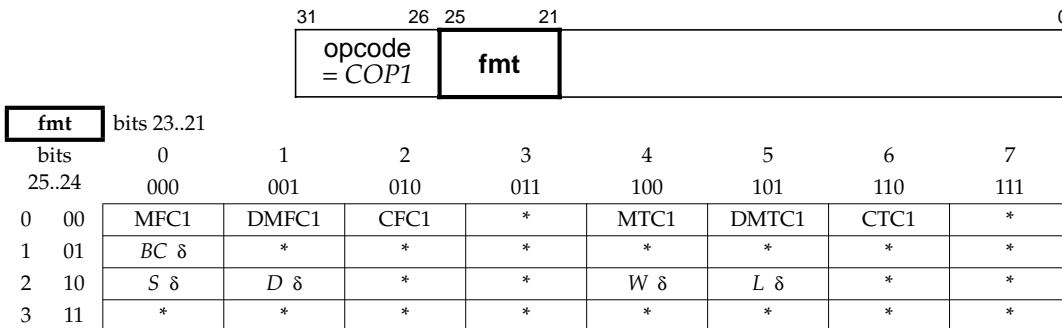 31 26 25 21 0
opcode
= COP1
fmt
fmt bits 23..21
bits 0 1 2 3 4 5 6 7
25..24 000 001 010 011 100 101 110 111
0 00 MFC1 DMFC1 CFC1 * MTC1 DMTC1 CTC1 *
1 01 BC δ * * * * * * *
2 10 S δ D δ * * W δ L δ * *
3 11 * * * * * * * *